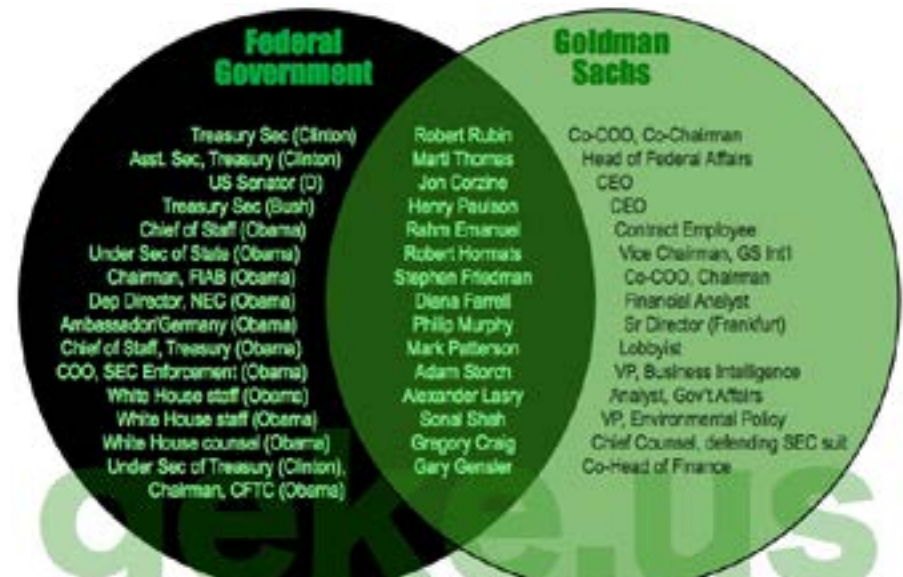 Federal Government
Goldman Sachs
Treasury Sec (Clinton) Robert Rubin Co-COO, Co-Chairman
Asst. Sec, Treasury (Clinton) Marti Thomas Head of Federal Affairs
US Senator (D) Jon Corzine CEO
Treasury Sec (Bush) Henry Paulson CEO
Chief of Staff (Obama) Rahm Emanuel Contract Employee
Under Sec of State (Obama) Robert Hormats Vice Chairman, GS Int'l
Chairman, FIAB (Obama) Stephen Friedman Co-COO, Chairman
Dep Director, NEC (Obama) Diana Farrell Financial Analyst
Ambassador/Germany (Obama) Philip Murphy Sr Director (Frankfurt)
Chief of Staff, Treasury (Obama) Mark Patterson Lobbyist
COO, SEC Enforcement (Obama) Adam Storch VP, Business Intelligence
White House staff (Obama) Alexander Lasry Analyst, Gov't Affairs
White House staff (Obama) Sonal Shah VP, Environmental Policy
White House counsel (Obama) Gregory Craig Chief Counsel, defending SEC suit
Under Sec of Treasury (Clinton), Gary Gensler Co-Head of Finance
Chairman, CFTC (Obama)
geke.us